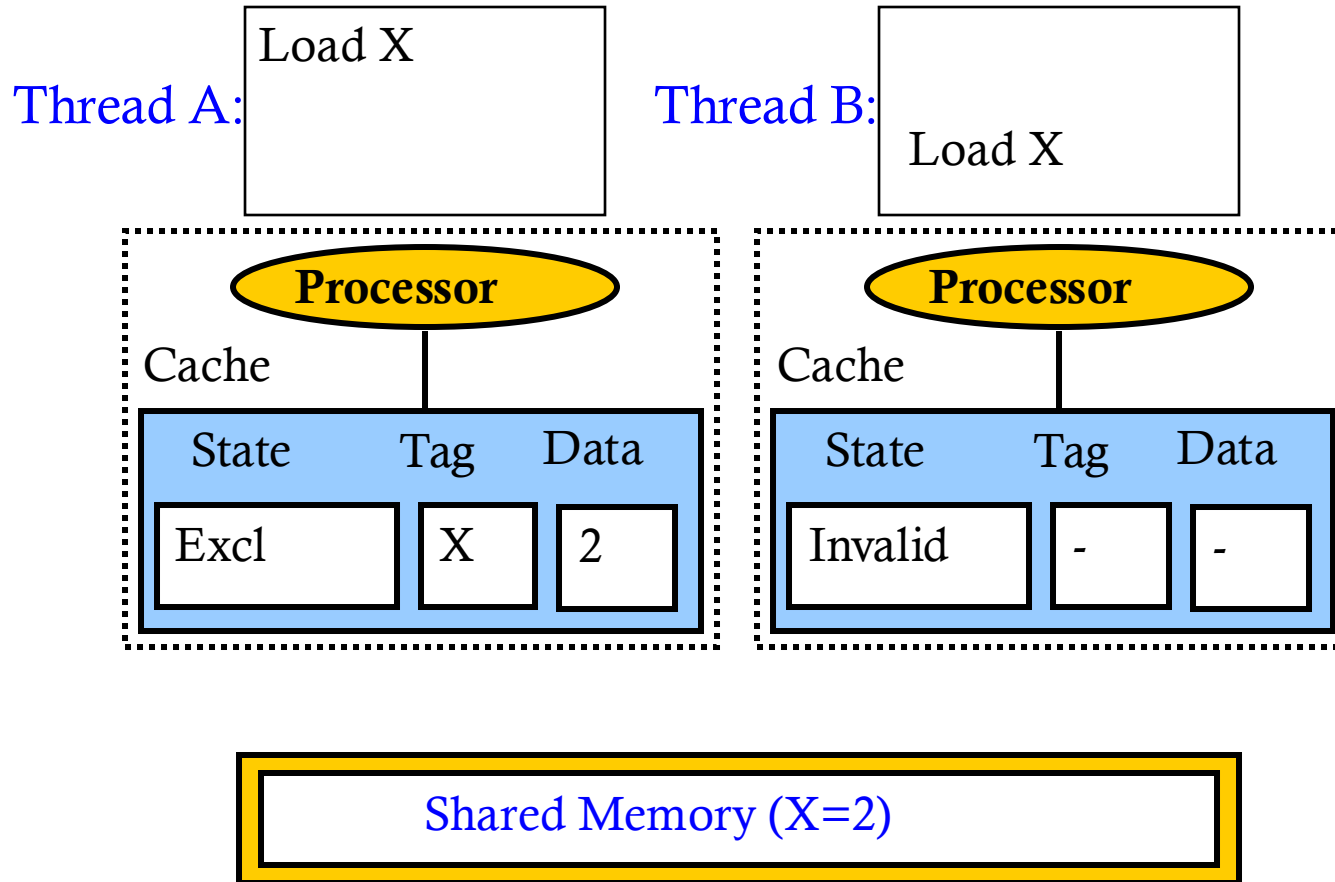 Load X
Thread A:
Thread B:
Load X
Processor
Processor
Cache
Cache
State Tag Data
State Tag Data
Excl X 2
Invalid - -
Shared Memory (X=2)